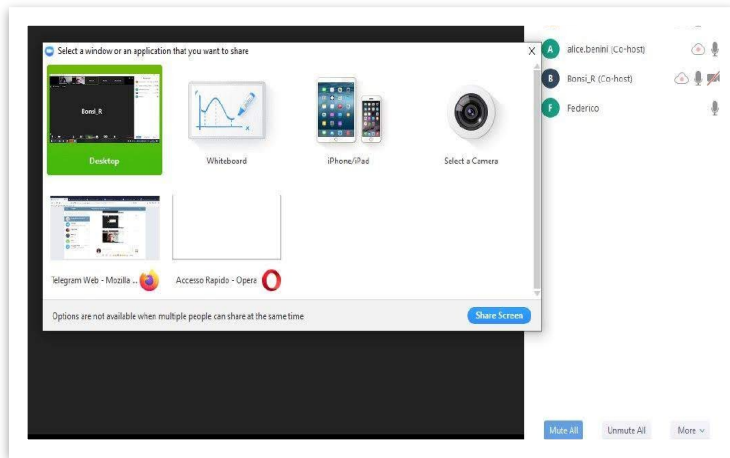 Select a window or an application that you want to share
X
Bonsi_R
Desktop
Whiteboard
iPhone/iPad
Select a Camera
Telegram Web - Mozilla ...
Accesso Rapido - Opera
Options are not available when multiple people can share at the same time
Share Screen
A alice.benini (Co-host)
B Bonsi_R (Co-host)
F Federico
Mute All
Unmute All
More